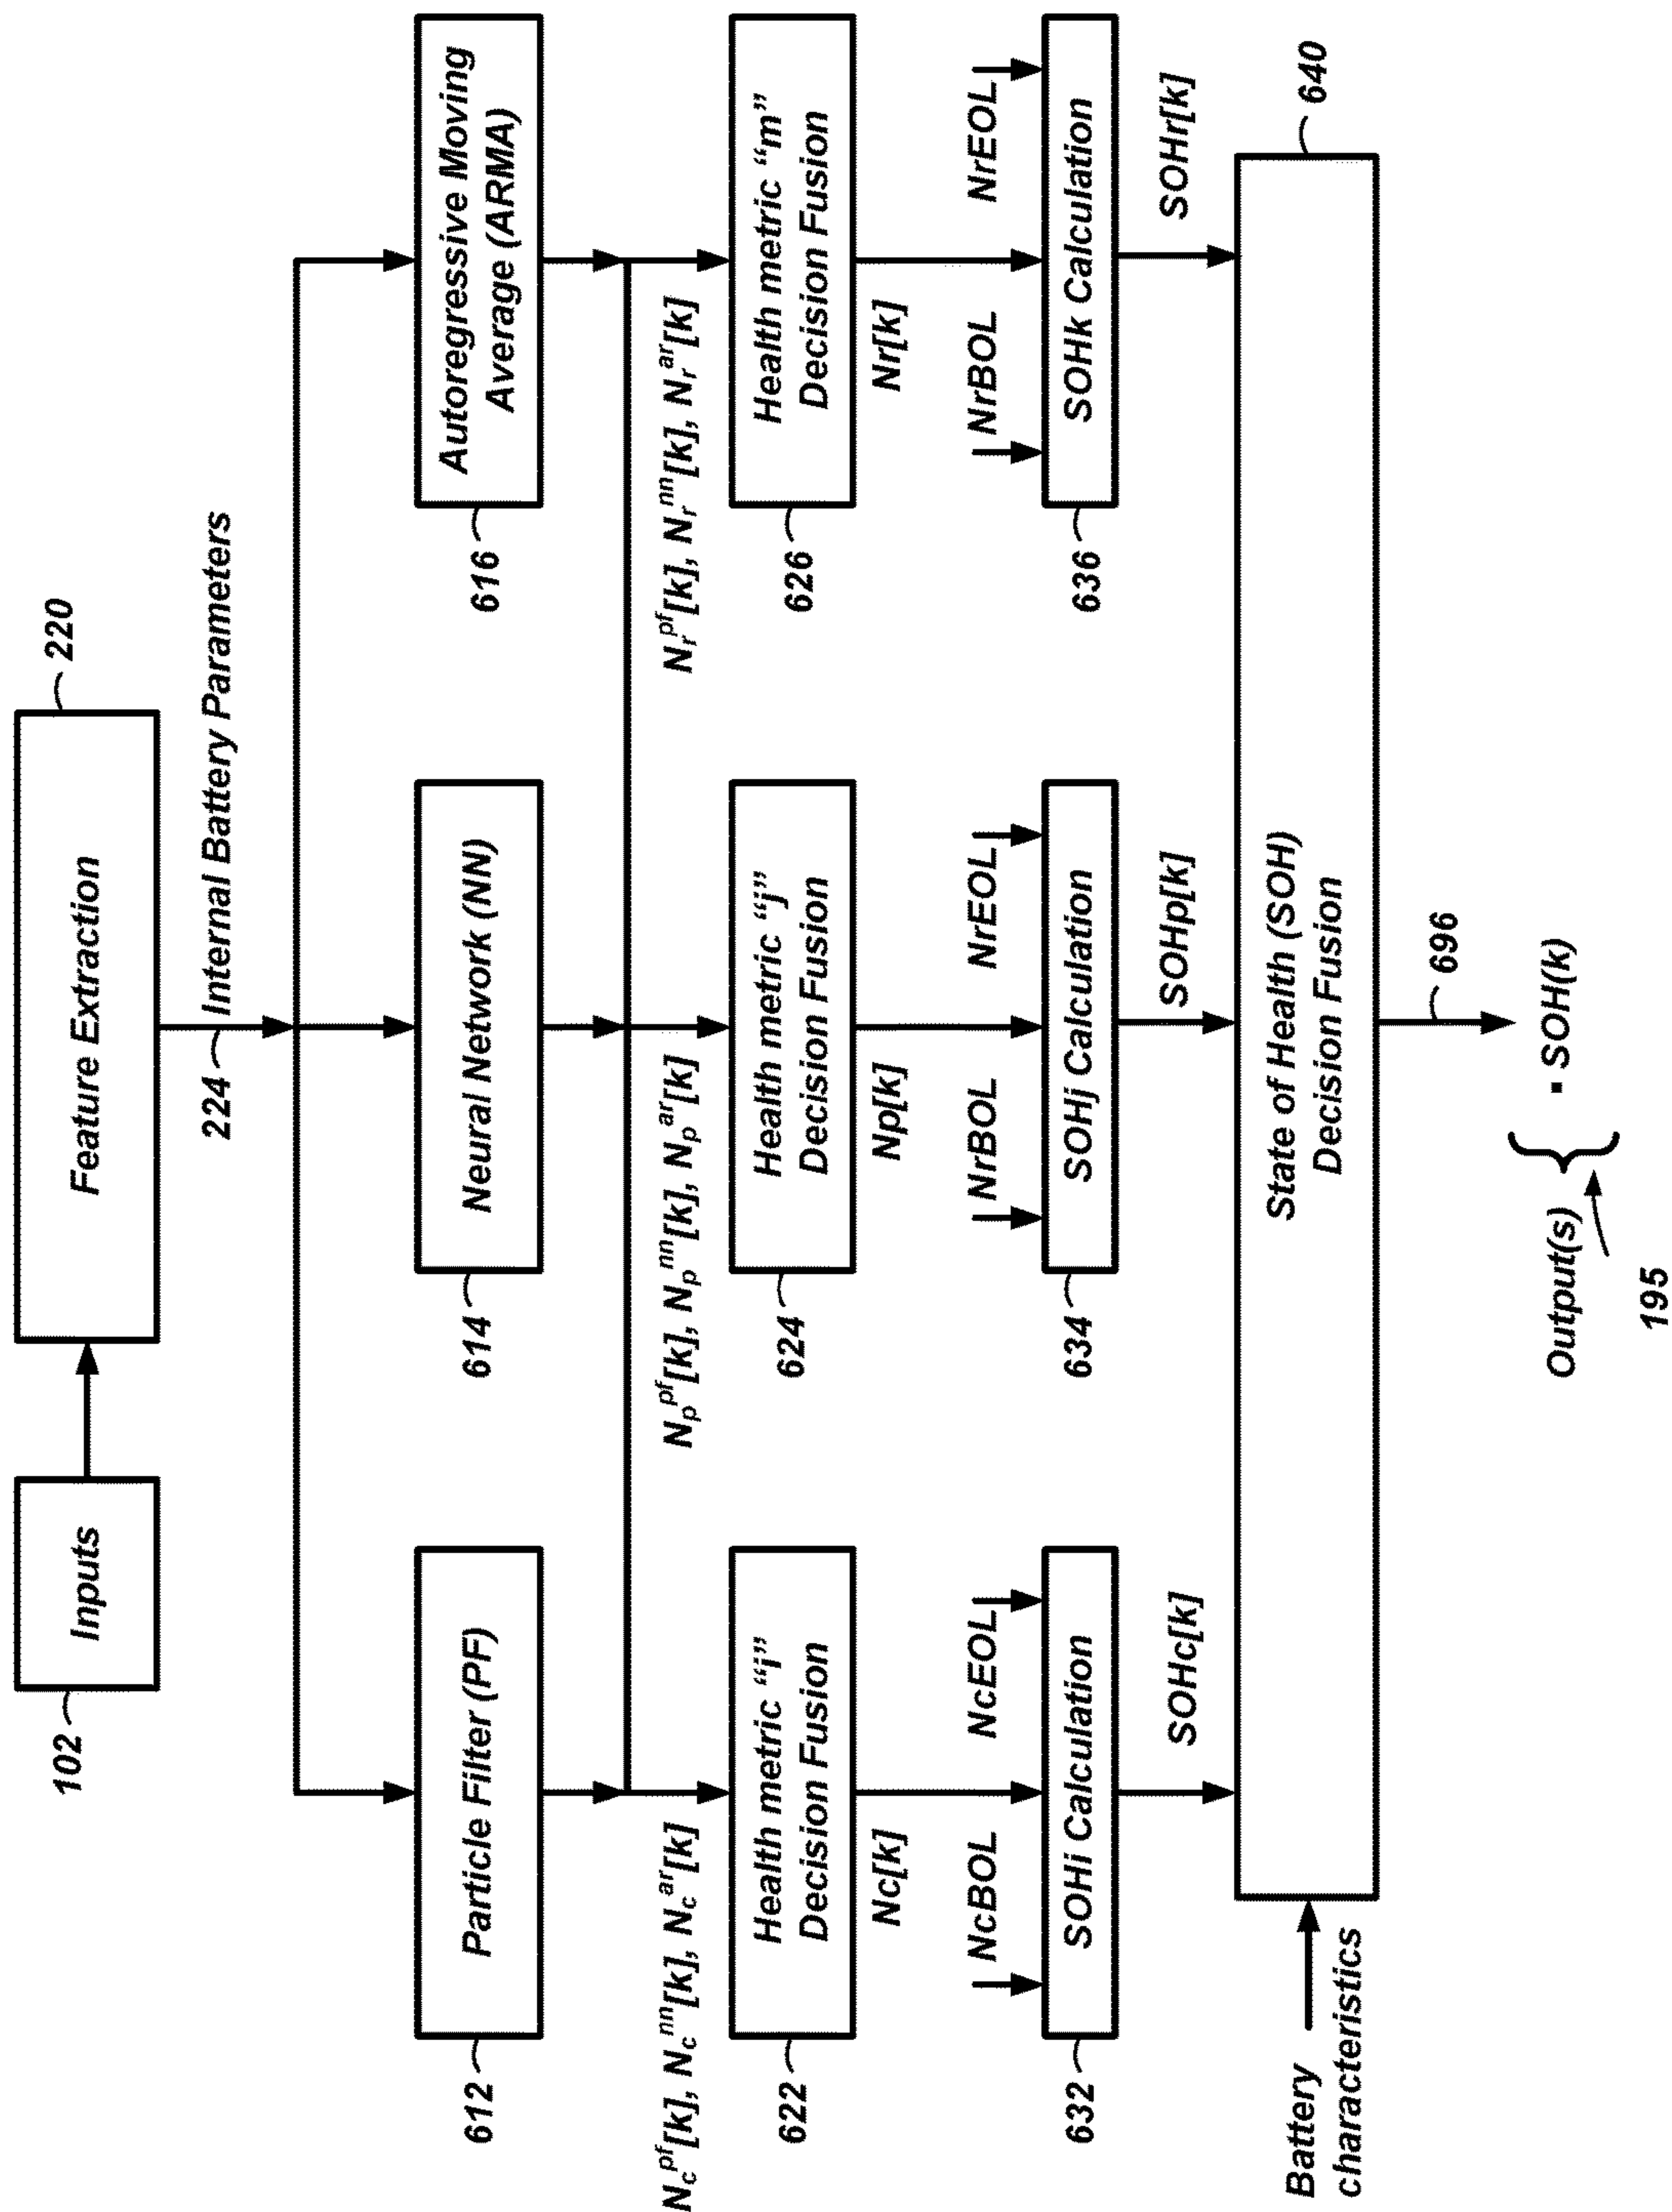 Inputs
102
Feature Extraction
220
224
Internal Battery Parameters
Particle Filter (PF)
612
Neural Network (NN)
614
Autoregressive Moving
Average (ARMA)
616
N_c^pf[k], N_c^nn[k], N_c^ar[k]
N_p^pf[k], N_p^nn[k], N_p^ar[k]
N_r^pf[k], N_r^nn[k], N_r^ar[k]
Health metric “i”
Decision Fusion
622
Health metric “j”
Decision Fusion
624
Health metric “m”
Decision Fusion
626
Nc[k]
Np[k]
Nr[k]
NcBOL
NcEOL
NrBOL
NrEOL
NrBOL
NrEOL
SOHi Calculation
632
SOHj Calculation
634
SOHk Calculation
636
SOHc[k]
SOHp[k]
SOHr[k]
Battery
characteristics
State of Health (SOH)
Decision Fusion
640
696
Output(s)
▪ SOH(k)
195